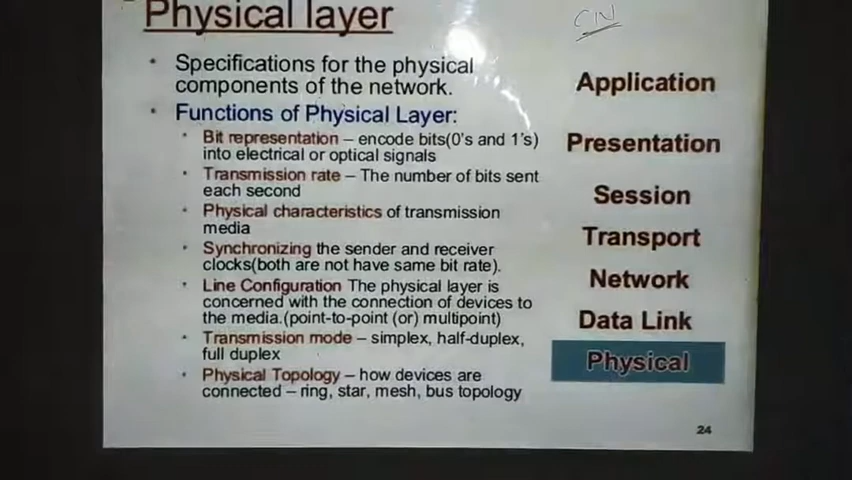 Physical layer
CN
• Specifications for the physical
components of the network.
• Functions of Physical Layer:
• Bit representation – encode bits(0's and 1's)
into electrical or optical signals
• Transmission rate – The number of bits sent
each second
• Physical characteristics of transmission
media
• Synchronizing the sender and receiver
clocks(both are not have same bit rate).
• Line Configuration The physical layer is
concerned with the connection of devices to
the media.(point-to-point (or) multipoint)
• Transmission mode – simplex, half-duplex,
full duplex
• Physical Topology – how devices are
connected – ring, star, mesh, bus topology
Application
Presentation
Session
Transport
Network
Data Link
Physical
24